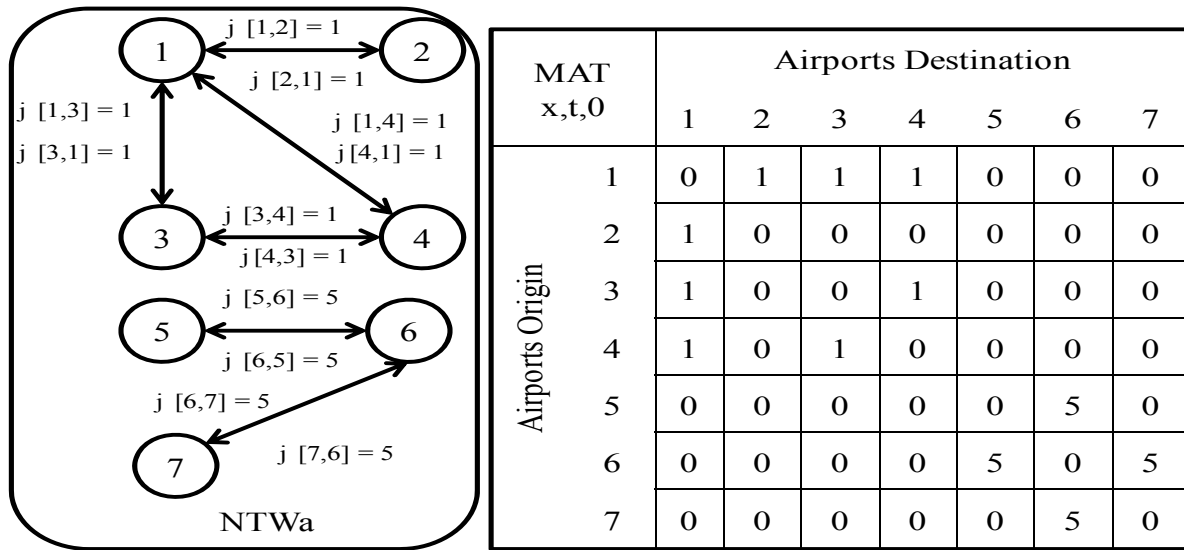 j [1,2] = 1
1
2
j [2,1] = 1
j [1,3] = 1
j [3,1] = 1
j [1,4] = 1
j[4,1] = 1
j [3,4] = 1
3
4
j[4,3] = 1
j [5,6] = 5
5
6
j [6,5] = 5
j [6,7] = 5
j [7,6] = 5
7
NTWa
MAT
x,t,0
Airports Destination
1 2 3 4 5 6 7
Airports Origin
1 0 1 1 1 0 0 0
2 1 0 0 0 0 0 0
3 1 0 0 1 0 0 0
4 1 0 1 0 0 0 0
5 0 0 0 0 0 5 0
6 0 0 0 0 5 0 5
7 0 0 0 0 0 5 0